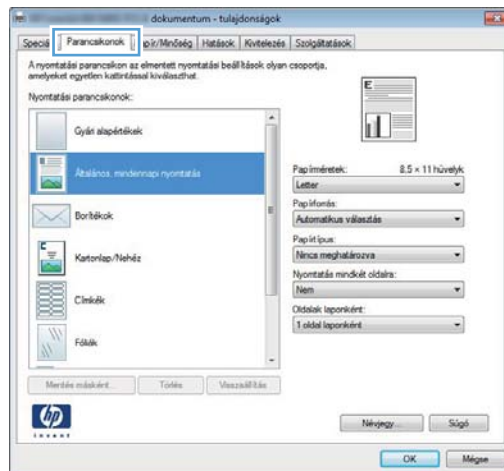 dokumentum - tulajdonságok
Parancsikonok
Papír/Minőség
Hatások
Kivitelezés
Szolgáltatások
A nyomtatási parancsikon az elmentett nyomtatási beállítások olyan csoportja,
amelyeket egyetlen kattintással kiválaszthat.
Nyomtatási parancsikonok:
Gyári alapértékek
Általános, mindennapi nyomtatás
Borítékok
Kartonlap/Nehéz
Címkék
Fóliák
Mentés másként...
Törlés
Visszaállítás
E
Papírméretek: 8.5 × 11 hüvelyk
Letter
Papírforrás:
Automatikus választás
Papírtípus:
Nincs meghatározva
Nyomtatás mindkét oldalra:
Nem
Oldalak laponként:
1 oldal laponként
hp
invent
Névjegy...
Súgó
OK
Mégse